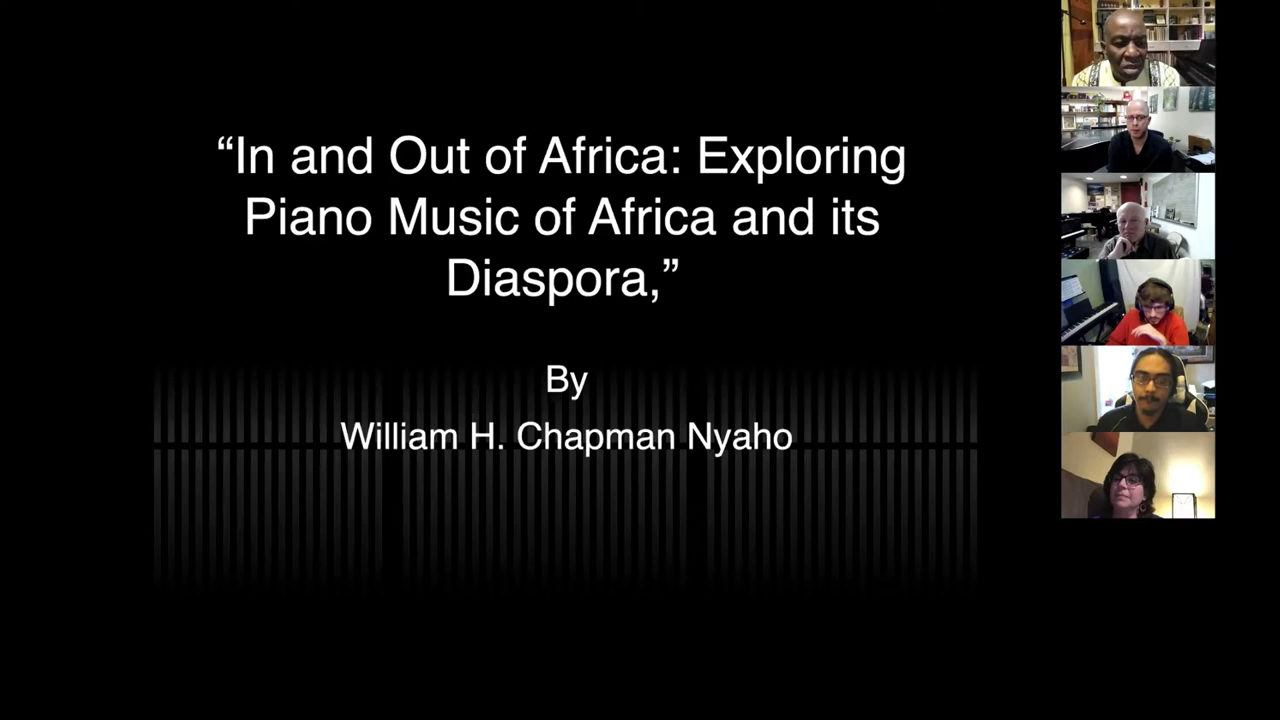 “In and Out of Africa: Exploring
Piano Music of Africa and its
Diaspora,”
By
William H. Chapman Nyaho